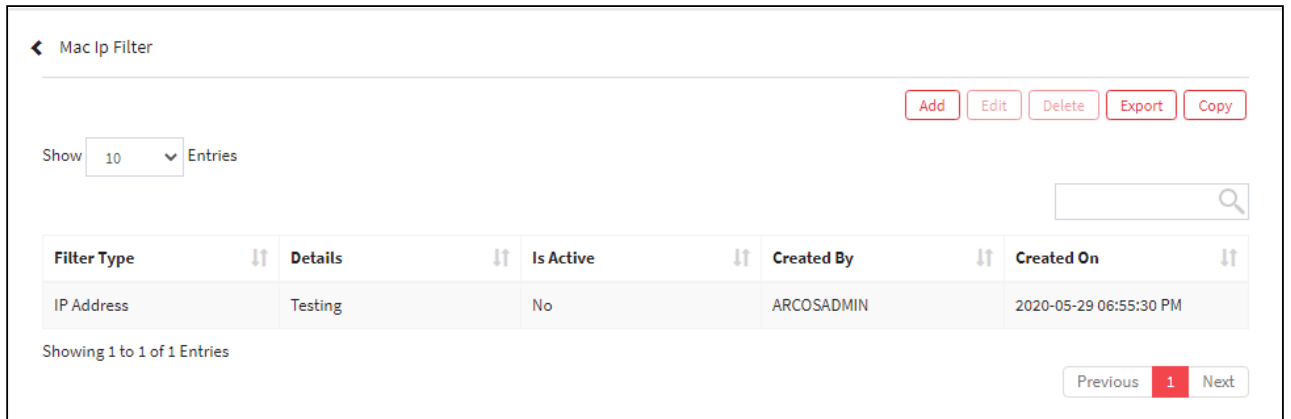 Mac Ip Filter
Add Edit Delete Export Copy
Show 10 Entries
Filter Type Details Is Active Created By Created On
IP Address Testing No ARCOSADMIN 2020-05-29 06:55:30 PM
Showing 1 to 1 of 1 Entries
Previous 1 Next